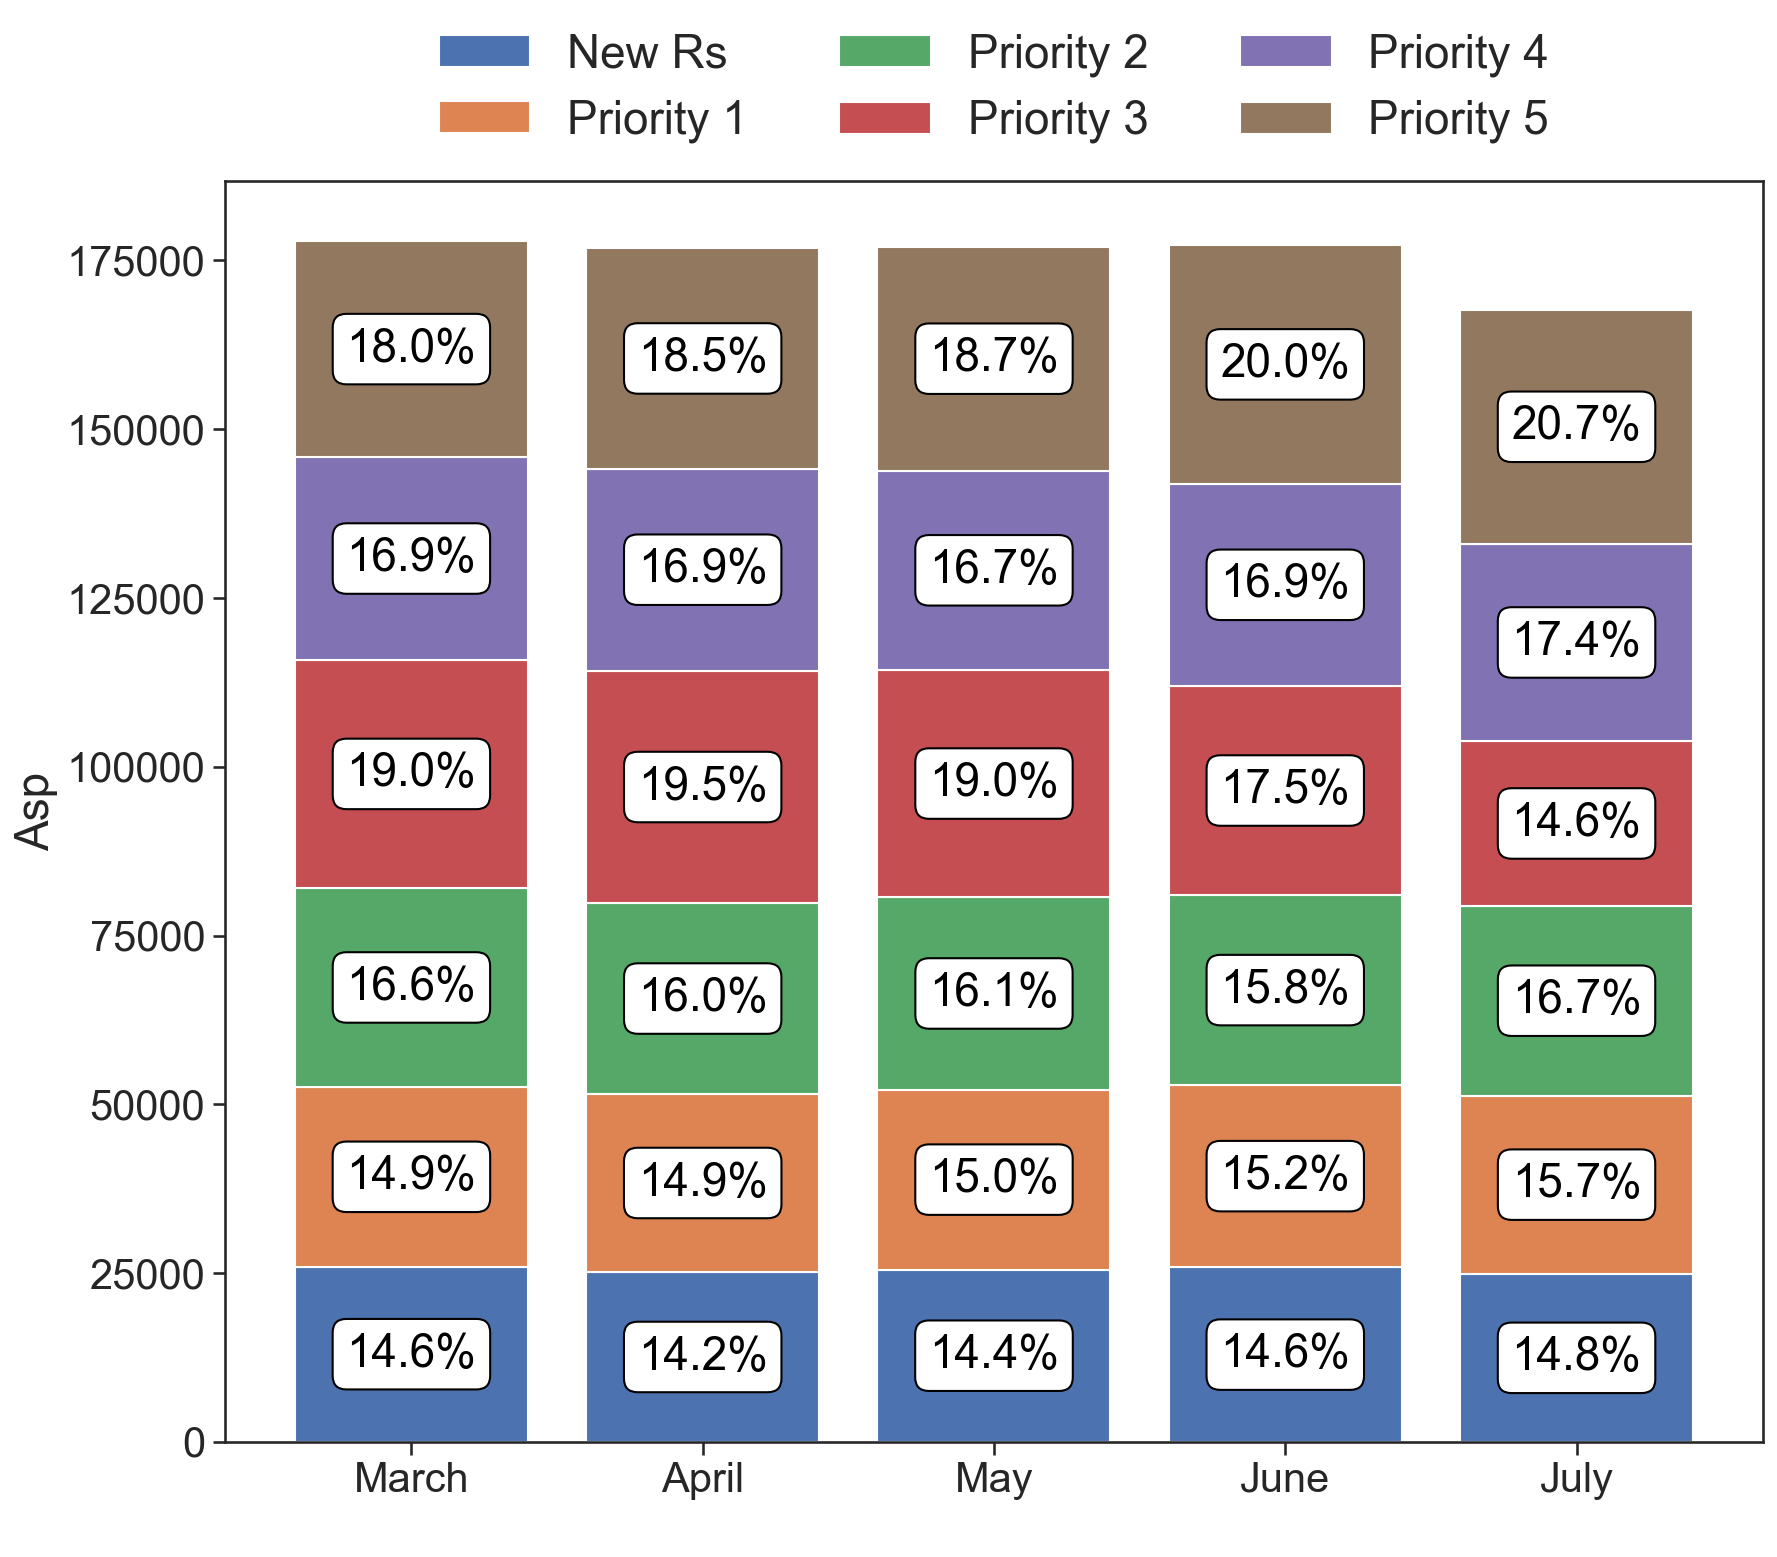 New Rs Priority 2 Priority 4
Priority 1 Priority 3 Priority 5
175000
150000
125000
100000
75000
50000
25000
0
Asp
18.0% 18.5% 18.7% 20.0% 20.7%
16.9% 16.9% 16.7% 16.9% 17.4%
19.0% 19.5% 19.0% 17.5% 14.6%
16.6% 16.0% 16.1% 15.8% 16.7%
14.9% 14.9% 15.0% 15.2% 15.7%
14.6% 14.2% 14.4% 14.6% 14.8%
March April May June July